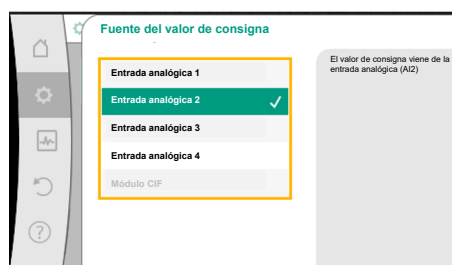 Fuente del valor de consigna
Entrada analógica 1
Entrada analógica 2
Entrada analógica 3
Entrada analógica 4
Módulo CIF
El valor de consigna viene de la
entrada analógica (AI2)